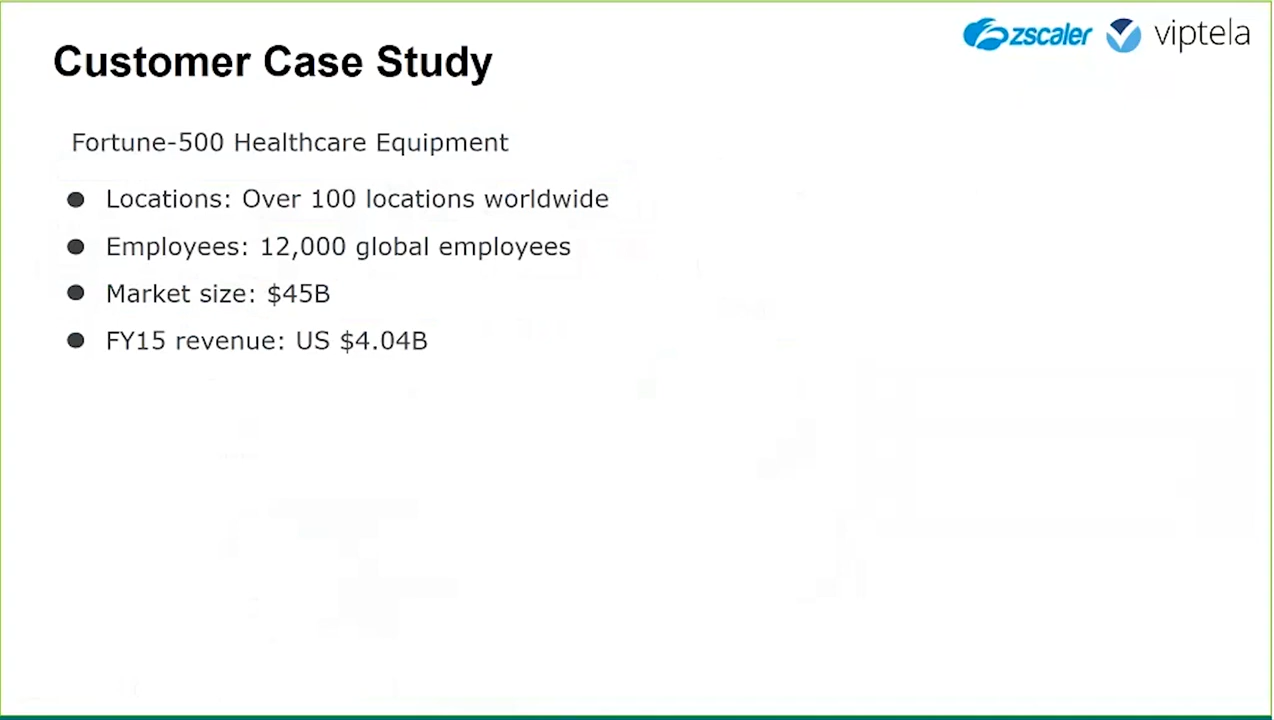 Customer Case Study
zscaler viptela
Fortune-500 Healthcare Equipment
Locations: Over 100 locations worldwide
Employees: 12,000 global employees
Market size: $45B
FY15 revenue: US $4.04B